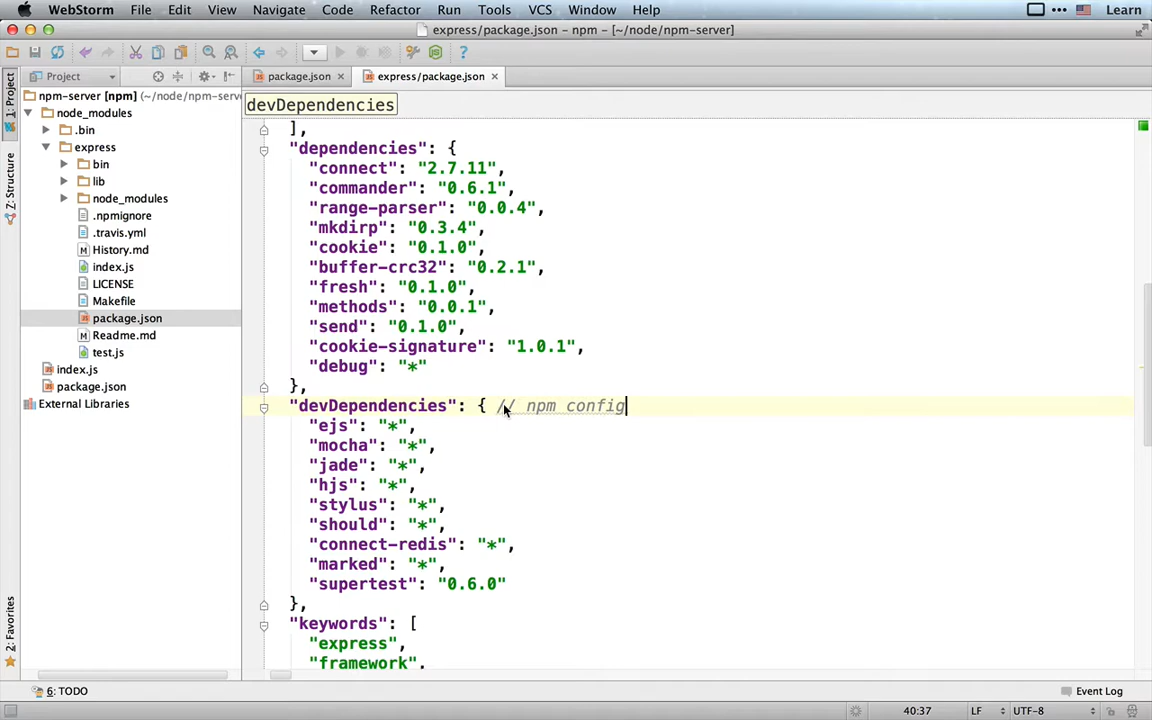 WebStorm File Edit View Navigate Code Refactor Run Tools VCS Window Help Learn
express/package.json – npm – [~/node/npm-server]
Project package.json express/package.json
1: Project
Z: Structure
2: Favorites
npm-server [npm] (~/node/npm-serv
node_modules
.bin
express
bin
lib
node_modules
.npmignore
.travis.yml
History.md
index.js
LICENSE
Makefile
package.json
Readme.md
test.js
index.js
package.json
External Libraries
devDependencies
],
"dependencies": {
"connect": "2.7.11",
"commander": "0.6.1",
"range-parser": "0.0.4",
"mkdirp": "0.3.4",
"cookie": "0.1.0",
"buffer-crc32": "0.2.1",
"fresh": "0.1.0",
"methods": "0.0.1",
"send": "0.1.0",
"cookie-signature": "1.0.1",
"debug": "*"
},
"devDependencies": { // npm config
"ejs": "*",
"mocha": "*",
"jade": "*",
"hjs": "*",
"stylus": "*",
"should": "*",
"connect-redis": "*",
"marked": "*",
"supertest": "0.6.0"
},
"keywords": [
"express",
"framework",
6: TODO Event Log
40:37 LF UTF-8